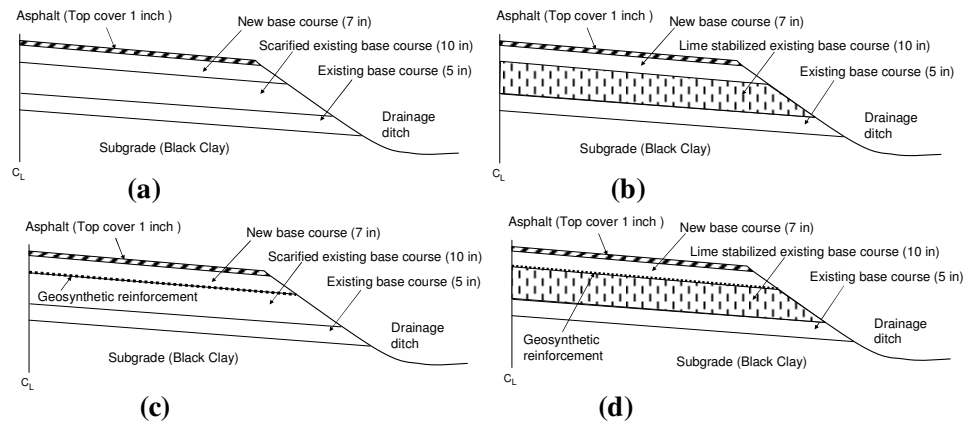 Asphalt (Top cover 1 inch )
New base course (7 in)
Scarified existing base course (10 in)
Existing base course (5 in)
Drainage
ditch
Subgrade (Black Clay)
CL
(a)
Asphalt (Top cover 1 inch )
New base course (7 in)
Lime stabilized existing base course (10 in)
Existing base course (5 in)
Drainage
ditch
Subgrade (Black Clay)
CL
(b)
Asphalt (Top cover 1 inch )
New base course (7 in)
Scarified existing base course (10 in)
Geosynthetic reinforcement
Existing base course (5 in)
Drainage
ditch
Subgrade (Black Clay)
CL
(c)
Asphalt (Top cover 1 inch )
New base course (7 in)
Lime stabilized existing base course (10 in)
Existing base course (5 in)
Geosynthetic
reinforcement
Drainage
ditch
Subgrade (Black Clay)
CL
(d)